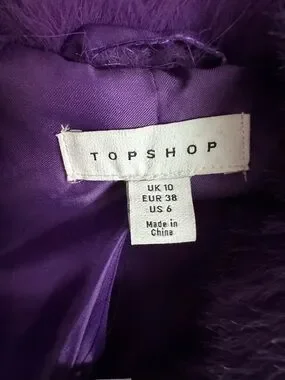 TOPSHOP
UK 10
EUR 38
US 6
Made in
China